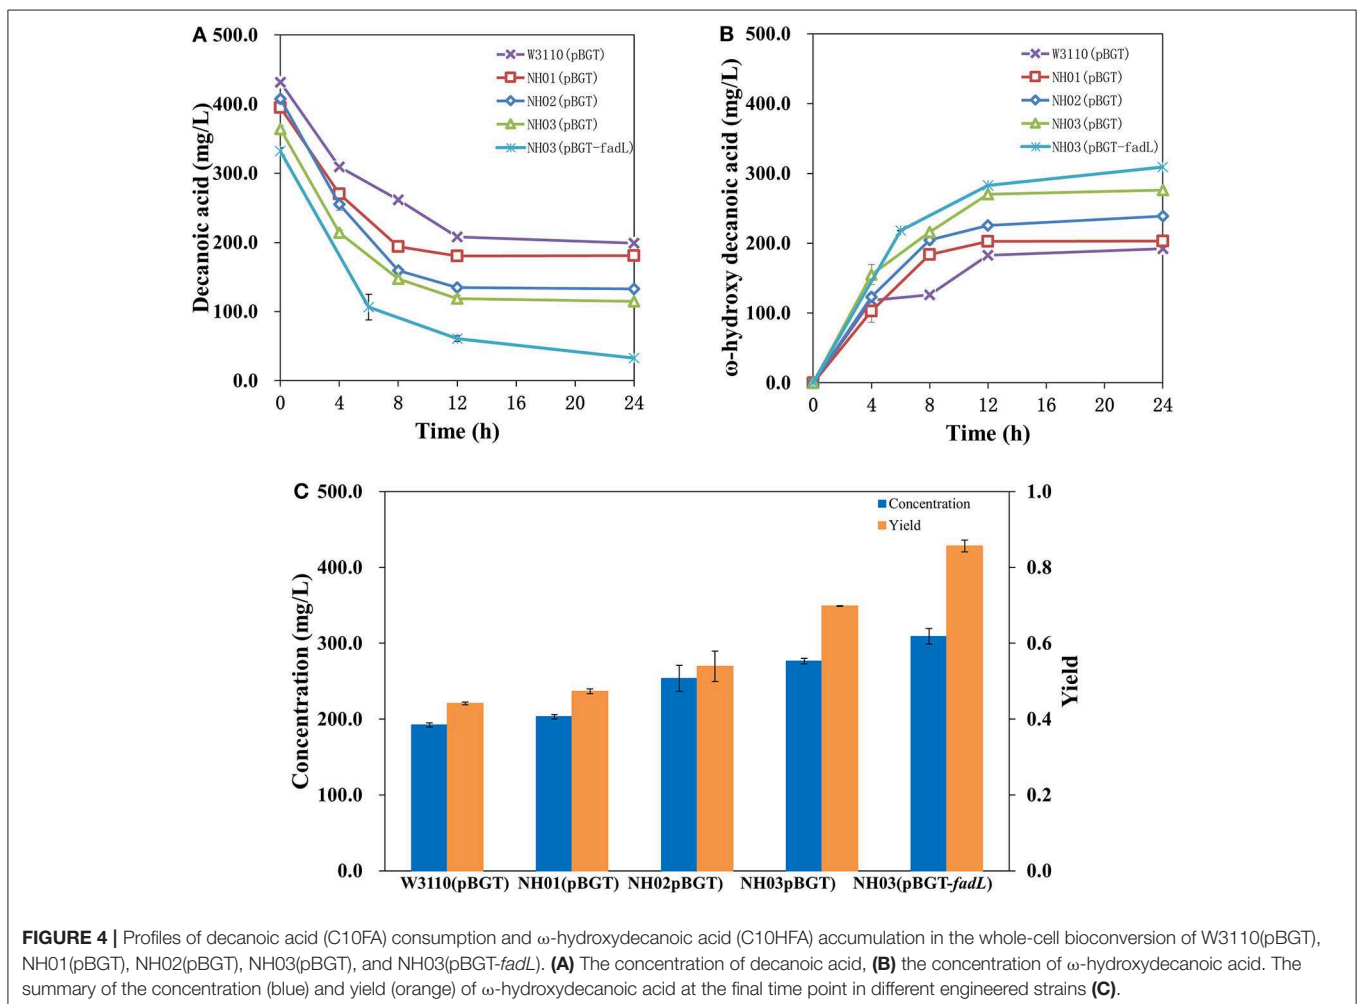 A
500.0
400.0
300.0
200.0
100.0
0.0
Decanoic acid (mg/L)
W3110(pBGT)
NH01(pBGT)
NH02(pBGT)
NH03(pBGT)
NH03(pBGT-fadL)
0 4 8 12 16 20 24
Time (h)
B
500.0
400.0
300.0
200.0
100.0
0.0
ω-hydroxy decanoic acid (mg/L)
W3110(pBGT)
NH01(pBGT)
NH02(pBGT)
NH03(pBGT)
NH03(pBGT-fadL)
0 4 8 12 16 20 24
Time (h)
C
500.0
400.0
300.0
200.0
100.0
0.0
Concentration (mg/L)
Concentration
Yield
1.0
0.8
0.6
0.4
0.2
0.0
Yield
W3110(pBGT) NH01(pBGT) NH02pBGT) NH03pBGT) NH03(pBGT-fadL)
FIGURE 4 | Profiles of decanoic acid (C10FA) consumption and ω-hydroxydecanoic acid (C10HFA) accumulation in the whole-cell bioconversion of W3110(pBGT),
NH01(pBGT), NH02(pBGT), NH03(pBGT), and NH03(pBGT-fadL). (A) The concentration of decanoic acid, (B) the concentration of ω-hydroxydecanoic acid. The
summary of the concentration (blue) and yield (orange) of ω-hydroxydecanoic acid at the final time point in different engineered strains (C).